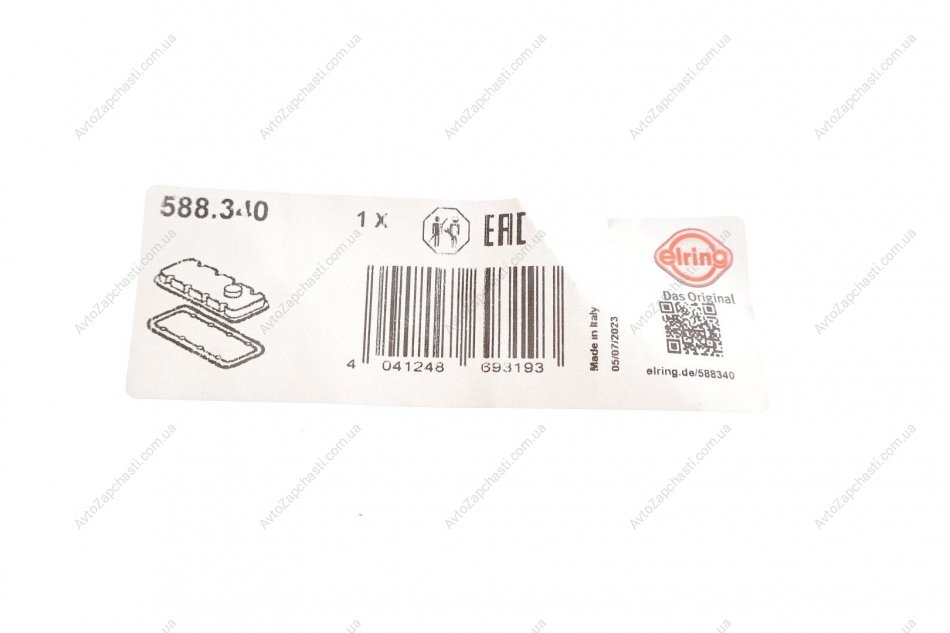 588.340
1 X
EAC
elring
Das Original
4 041248 693193
Made in Italy
05/07/2023
elring.de/588340
AvtoZapchasti.com.ua